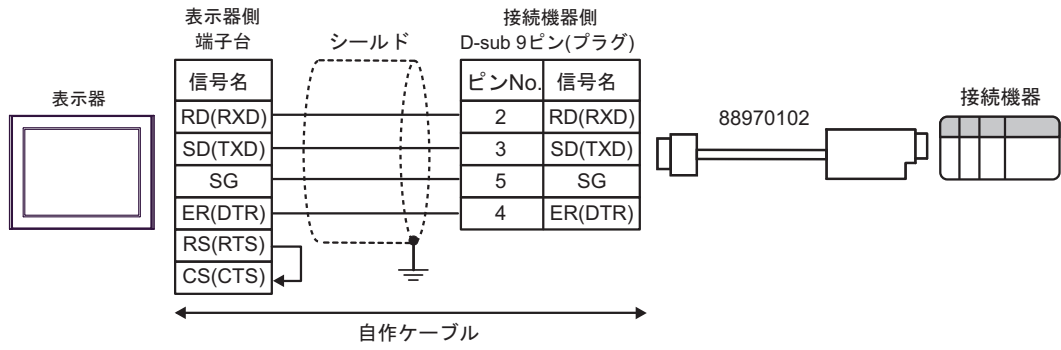 表示器
表示器側
端子台
信号名
RD(RXD)
SD(TXD)
SG
ER(DTR)
RS(RTS)
CS(CTS)
シールド
接続機器側
D-sub 9ピン(プラグ)
ピンNo. 信号名
2 RD(RXD)
3 SD(TXD)
5 SG
4 ER(DTR)
自作ケーブル
88970102
接続機器